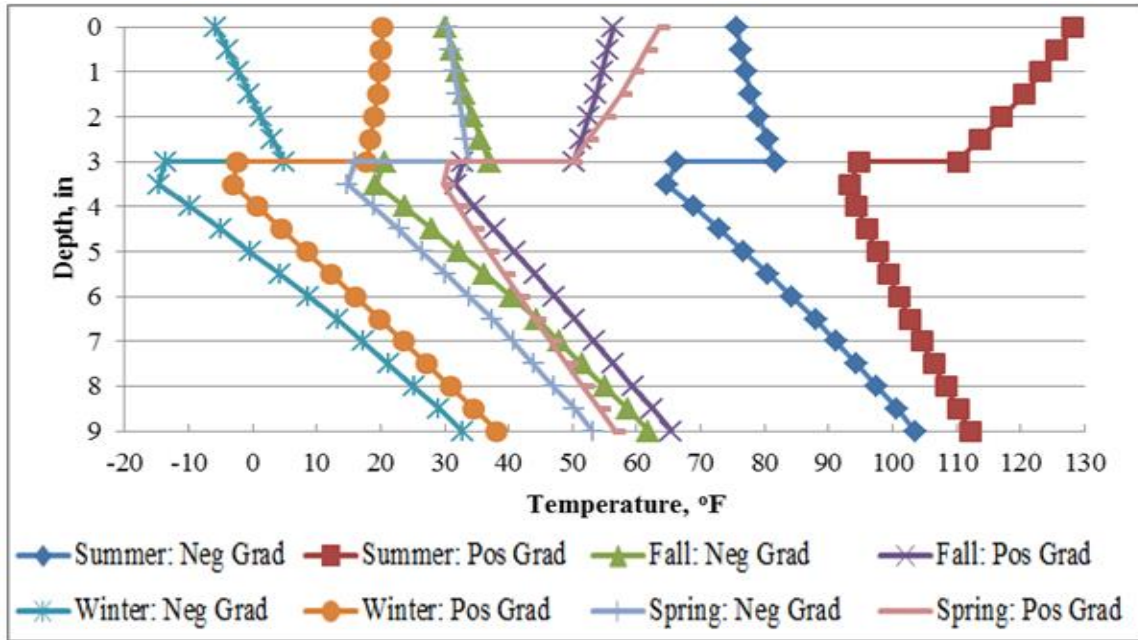 0
1
2
3
4
5
6
7
8
9
Depth, in
-20 -10 0 10 20 30 40 50 60 70 80 90 100 110 120 130
Temperature, °F
Summer: Neg Grad Summer: Pos Grad Fall: Neg Grad Fall: Pos Grad
Winter: Neg Grad Winter: Pos Grad Spring: Neg Grad Spring: Pos Grad